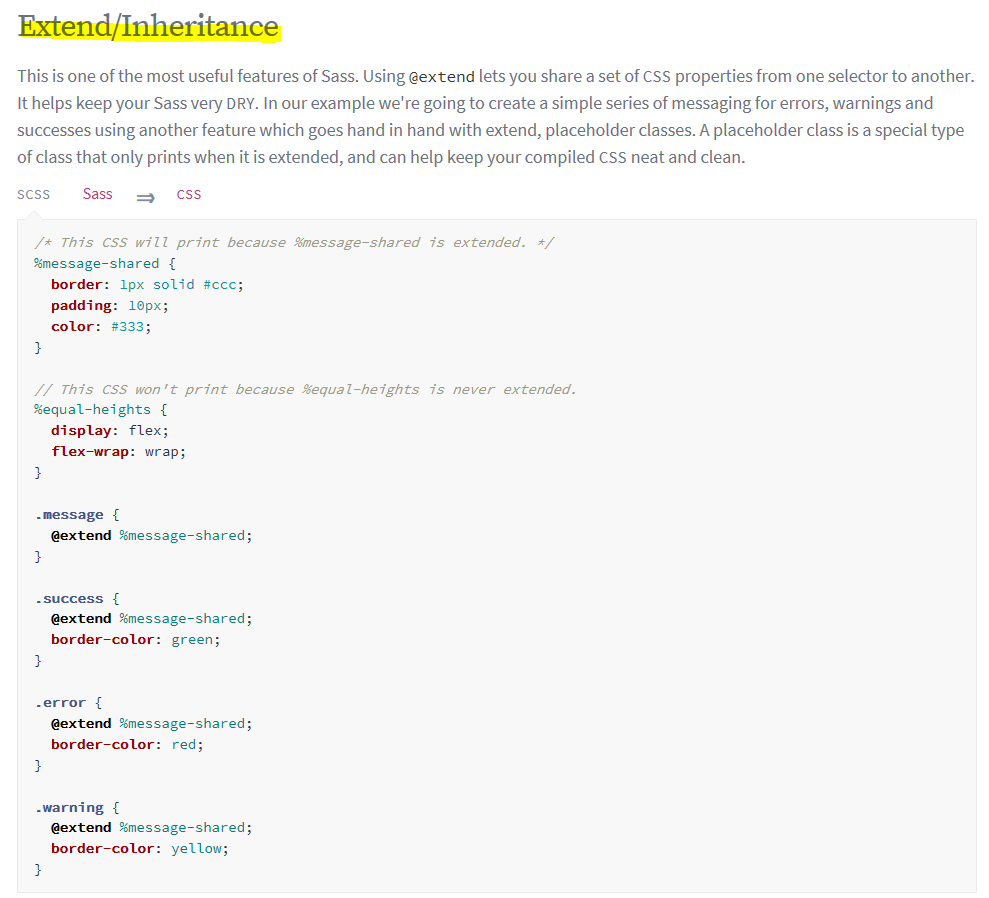 Extend/Inheritance
This is one of the most useful features of Sass. Using @extend lets you share a set of CSS properties from one selector to another.
It helps keep your Sass very DRY. In our example we're going to create a simple series of messaging for errors, warnings and
successes using another feature which goes hand in hand with extend, placeholder classes. A placeholder class is a special type
of class that only prints when it is extended, and can help keep your compiled CSS neat and clean.
SCSS Sass ⇒ CSS
/* This CSS will print because %message-shared is extended. */
%message-shared {
  border: 1px solid #ccc;
  padding: 10px;
  color: #333;
}
// This CSS won't print because %equal-heights is never extended.
%equal-heights {
  display: flex;
  flex-wrap: wrap;
}
.message {
  @extend %message-shared;
}
.success {
  @extend %message-shared;
  border-color: green;
}
.error {
  @extend %message-shared;
  border-color: red;
}
.warning {
  @extend %message-shared;
  border-color: yellow;
}